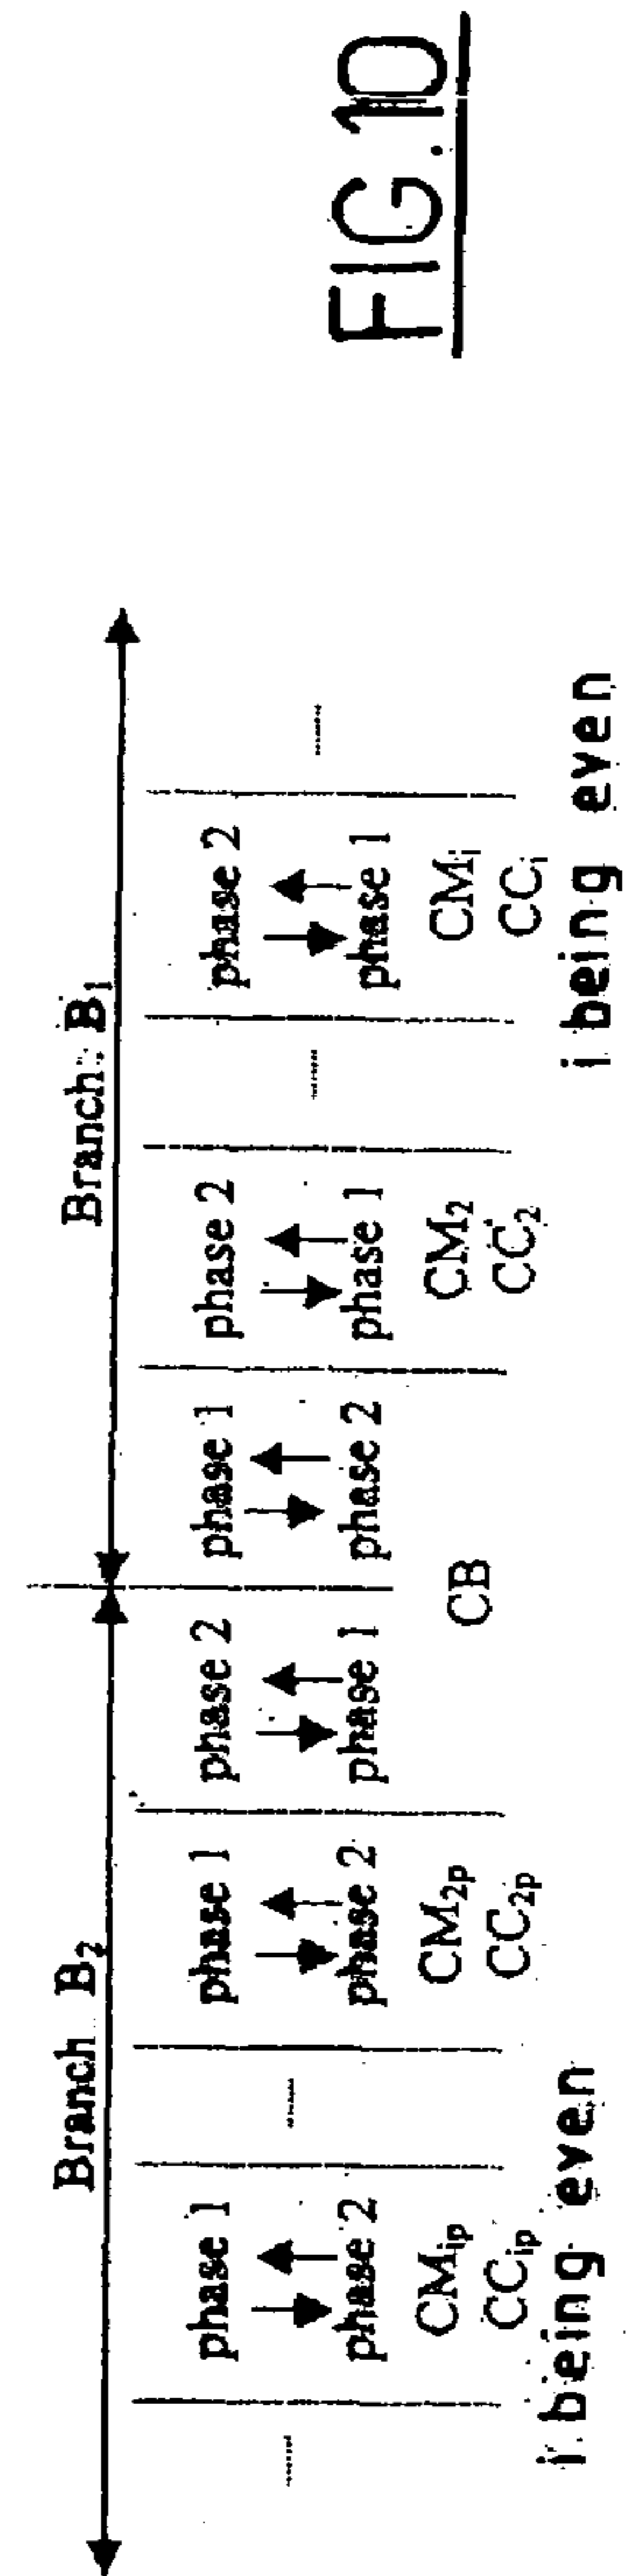 Branch B₂
Branch B₁
phase 1
phase 2
CMᵢₚ
CCᵢₚ
i being even
phase 1
phase 2
CM₂ₚ
CC₂ₚ
phase 2
phase 1
CB
phase 1
phase 2
phase 2
phase 1
CM₂
CC₂
phase 2
phase 1
CMᵢ
CCᵢ
i being even
FIG.10